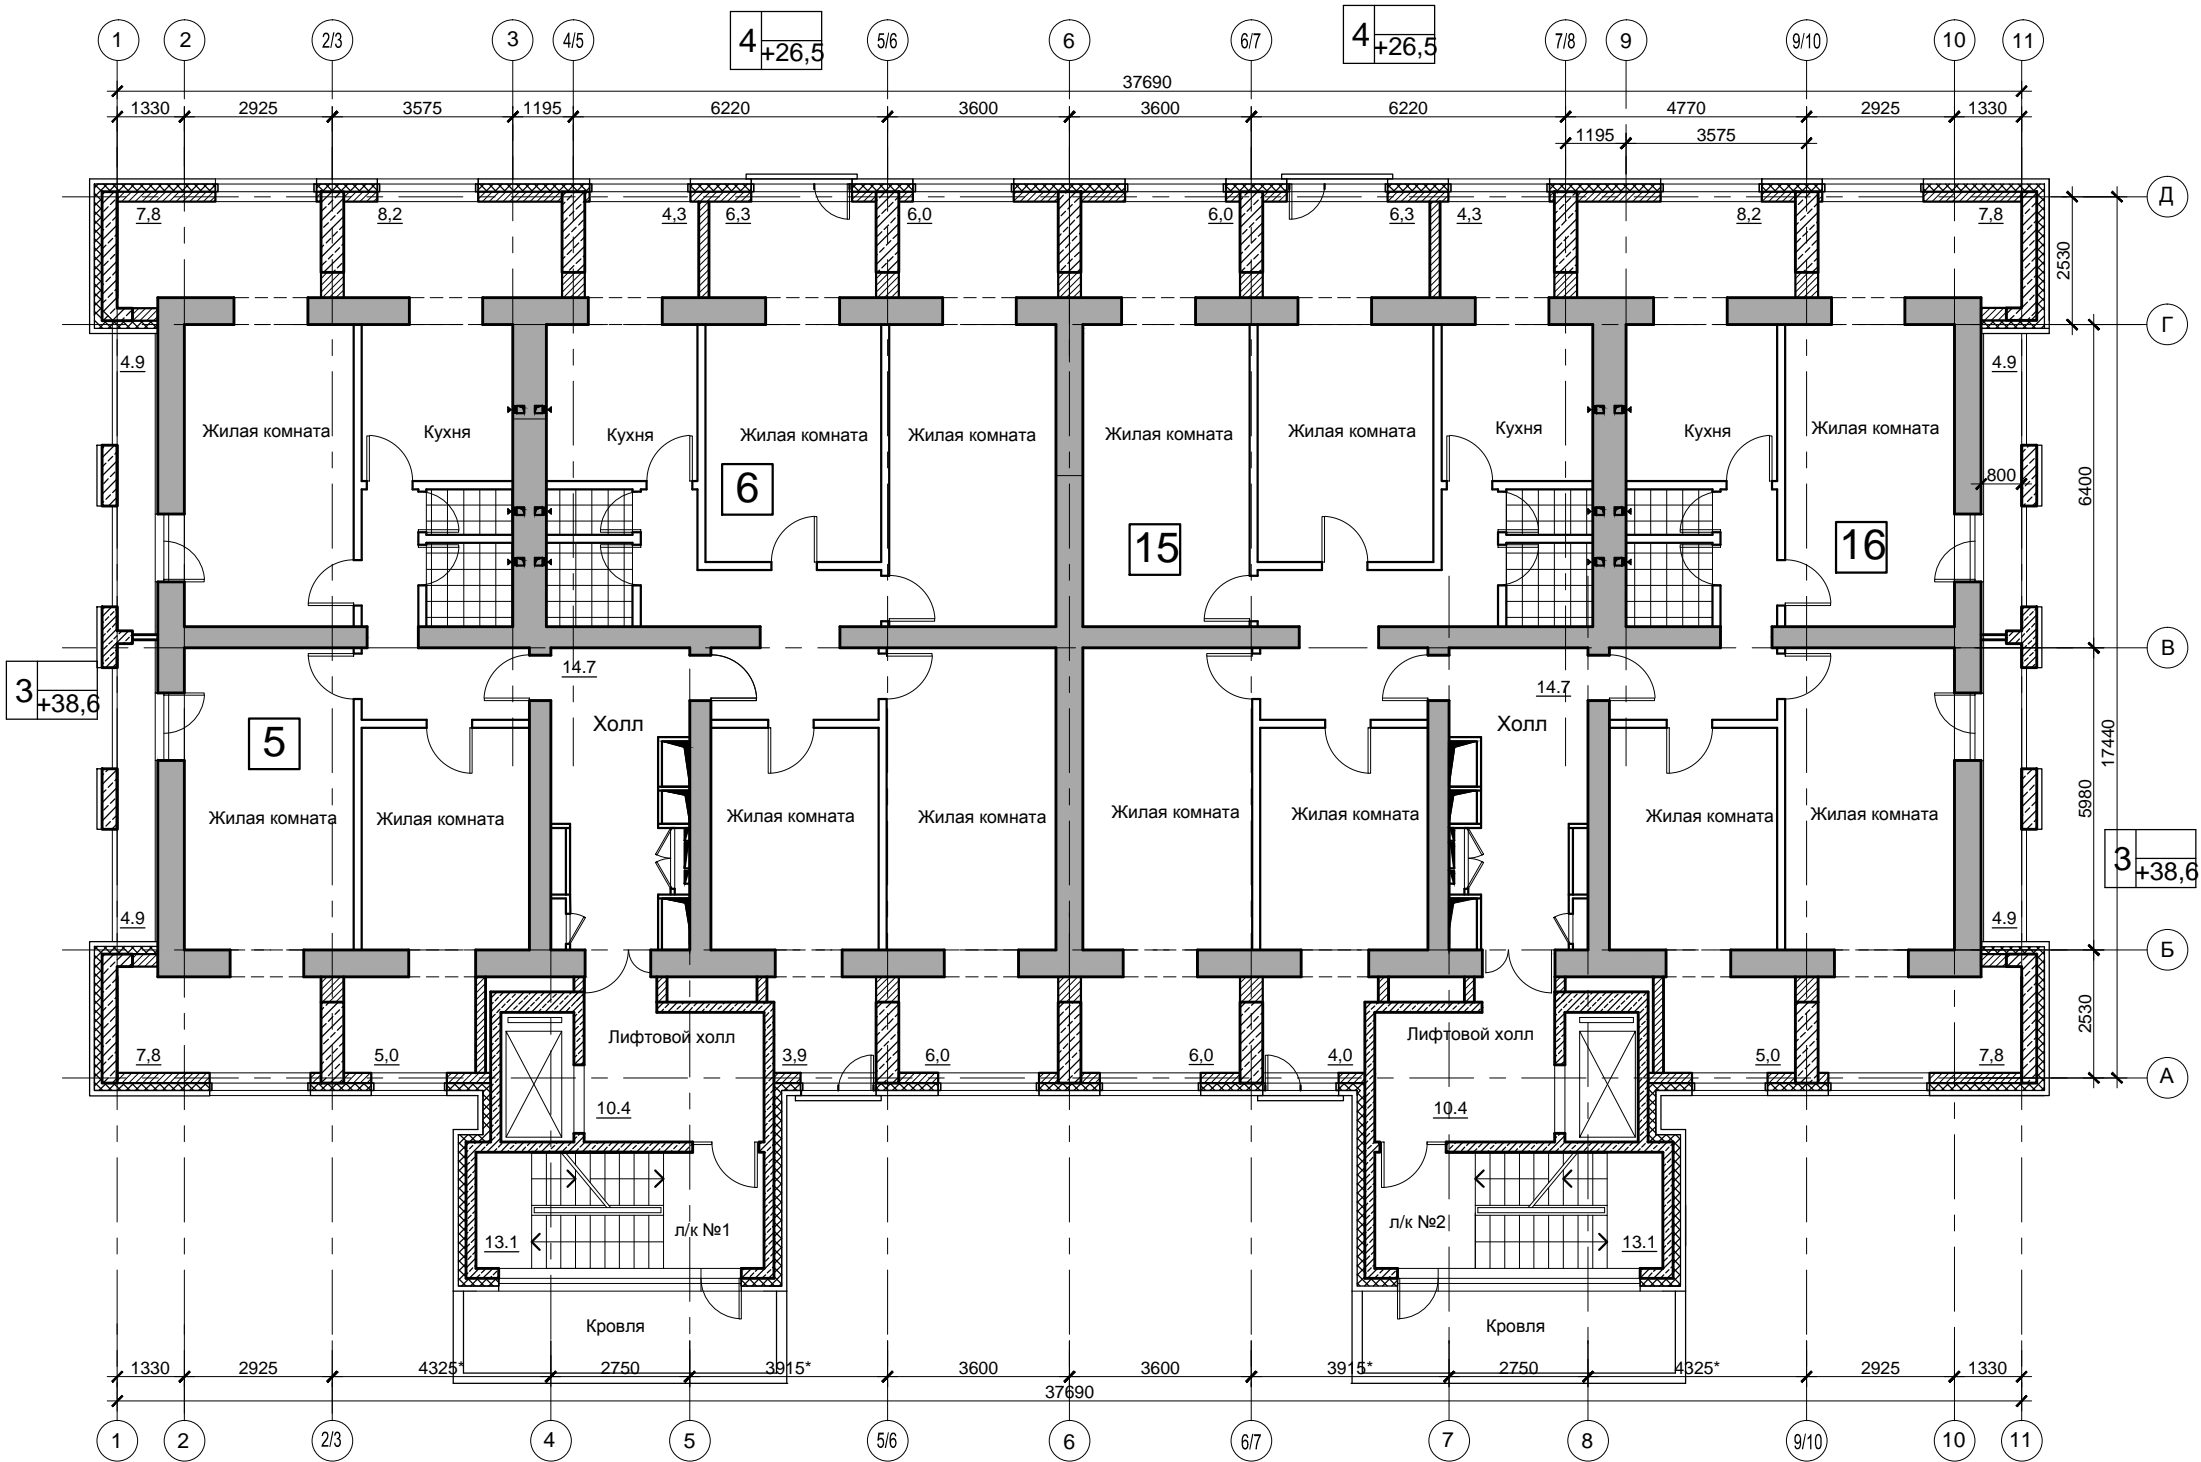 1 2 2/3 3 4/5 5/6 6 6/7 7/8 9 9/10 10 11
4 +26,5
4 +26,5
37690
1330 2925 3575 1195 6220 3600 3600 6220 4770 2925 1330
1195 3575
Д
7,8 8,2 4,3 6,3 6,0 6,0 6,3 4,3 8,2 7,8
2530
Г
4.9 4.9
Жилая комната Кухня Кухня Жилая комната Жилая комната Жилая комната Жилая комната Кухня Кухня Жилая комната
800
6400
6 15 16
В
3 +38,6
14.7 14.7
Холл Холл
5
17440
5980
Жилая комната Жилая комната Жилая комната Жилая комната Жилая комната Жилая комната Жилая комната Жилая комната
3 +38,6
4.9 4.9
Б
2530
Лифтовой холл Лифтовой холл
7,8 5,0 3,9 6,0 6,0 4,0 5,0 7,8
А
10.4 10.4
л/к №1 л/к №2
13.1 13.1
Кровля Кровля
1330 2925 4325* 2750 3915* 3600 3600 3915* 2750 4325* 2925 1330
37690
1 2 2/3 4 5 5/6 6 6/7 7 8 9/10 10 11